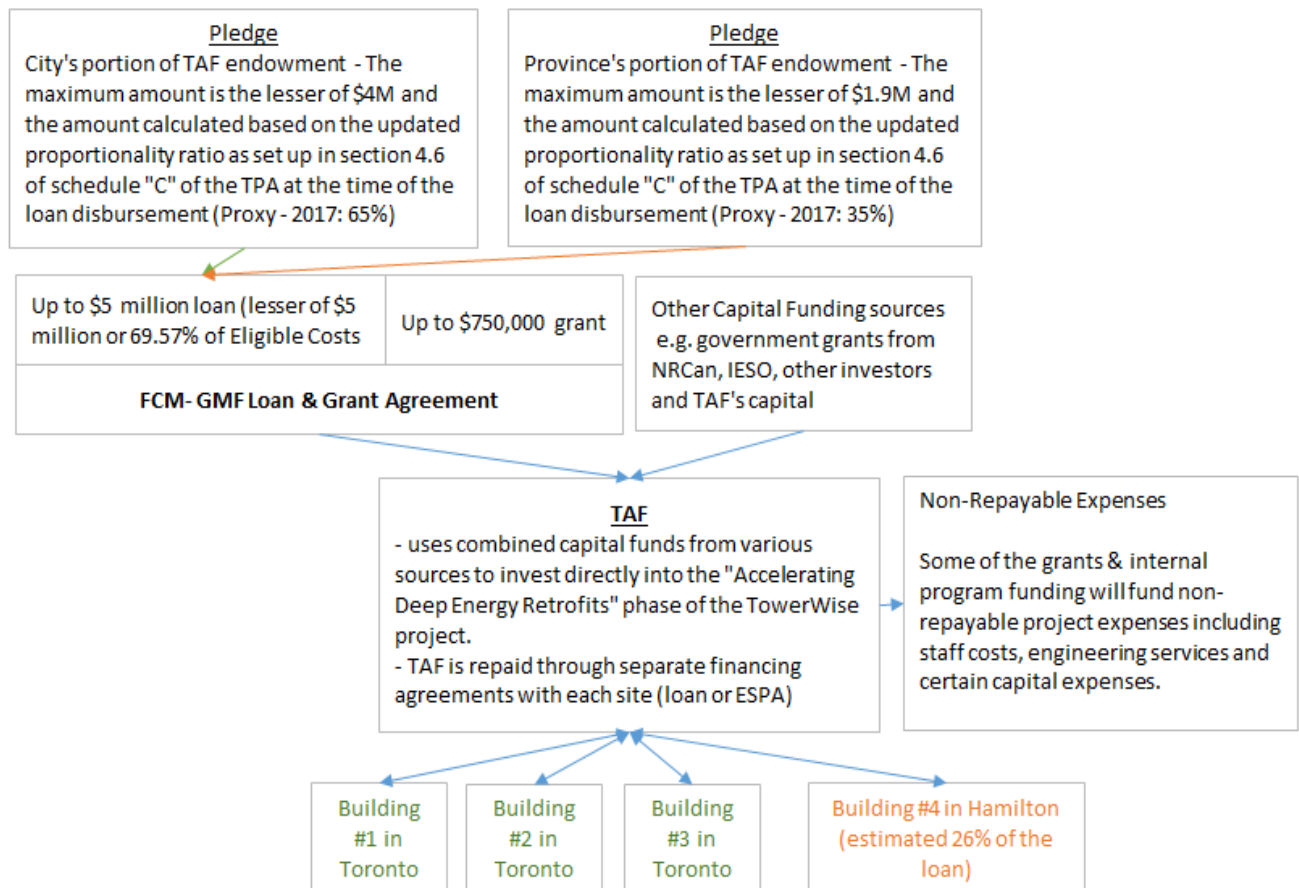 Pledge
City's portion of TAF endowment - The
maximum amount is the lesser of $4M and
the amount calculated based on the updated
proportionality ratio as set up in section 4.6
of schedule "C" of the TPA at the time of the
loan disbursement (Proxy - 2017: 65%)
Pledge
Province's portion of TAF endowment - The
maximum amount is the lesser of $1.9M and
the amount calculated based on the updated
proportionality ratio as set up in section 4.6
of schedule "C" of the TPA at the time of the
loan disbursement (Proxy - 2017: 35%)
Up to $5 million loan (lesser of $5
million or 69.57% of Eligible Costs
Up to $750,000 grant
FCM- GMF Loan & Grant Agreement
Other Capital Funding sources
e.g. government grants from
NRCan, IESO, other investors
and TAF's capital
TAF
- uses combined capital funds from various
sources to invest directly into the "Accelerating
Deep Energy Retrofits" phase of the TowerWise
project.
- TAF is repaid through separate financing
agreements with each site (loan or ESPA)
Non-Repayable Expenses
Some of the grants & internal
program funding will fund non-
repayable project expenses including
staff costs, engineering services and
certain capital expenses.
Building
#1 in
Toronto
Building
#2 in
Toronto
Building
#3 in
Toronto
Building #4 in Hamilton
(estimated 26% of the
loan)